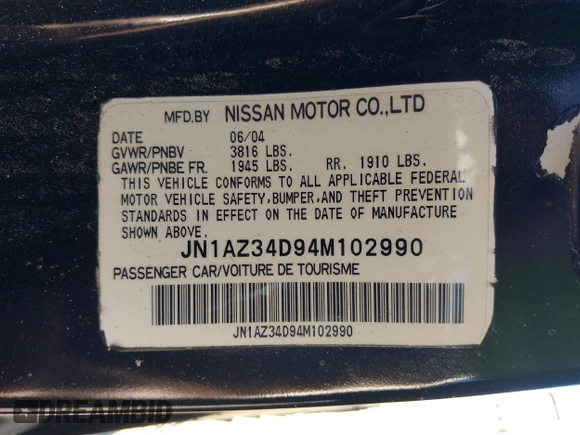 MFD.BY NISSAN MOTOR CO.,LTD
DATE 06/04
GVWR/PNBV 3816 LBS.
GAWR/PNBE FR. 1945 LBS. RR. 1910 LBS.
THIS VEHICLE CONFORMS TO ALL APPLICABLE FEDERAL
MOTOR VEHICLE SAFETY,BUMPER,AND THEFT PREVENTION
STANDARDS IN EFFECT ON THE DATE OF MANUFACTURE
SHOWN ABOVE.
JN1AZ34D94M102990
PASSENGER CAR/VOITURE DE TOURISME
JN1AZ34D94M102990
DREAMBID